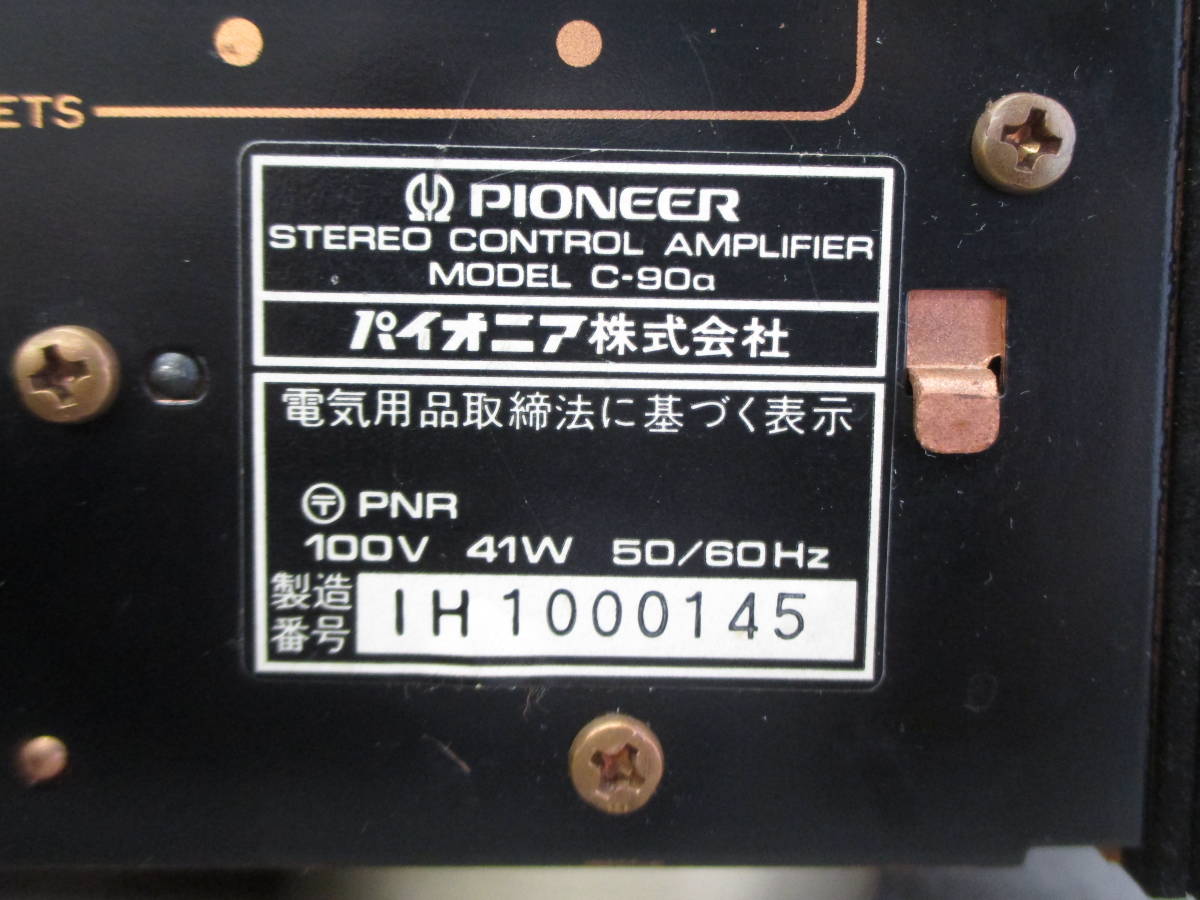 ETS
PIONEER
STEREO CONTROL AMPLIFIER
MODEL C-90a
パイオニア株式会社
電気用品取締法に基づく表示
〶 PNR
100V 41W 50/60Hz
製造番号 IH1000145